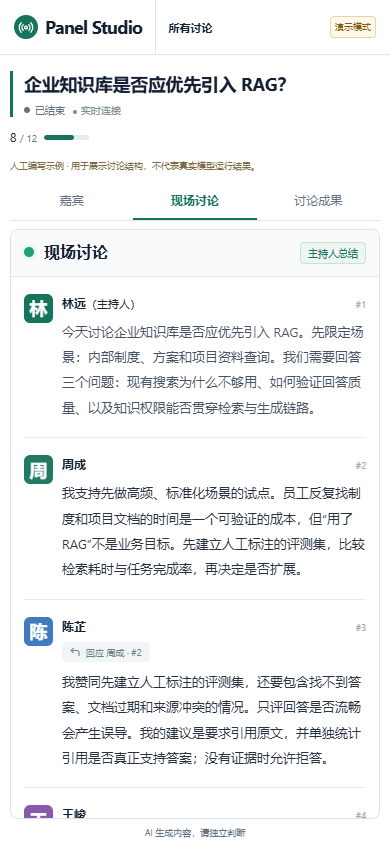 Panel Studio
所有讨论
演示模式
企业知识库是否应优先引入 RAG？
已结束
实时连接
8 / 12
人工编写示例 · 用于展示讨论结构，不代表真实模型运行结果。
嘉宾
现场讨论
讨论成果
现场讨论
主持人总结
林
林远（主持人）
#1
今天讨论企业知识库是否应优先引入 RAG。先限定场
景：内部制度、方案和项目资料查询。我们需要回答
三个问题：现有搜索为什么不够用、如何验证回答质
量、以及知识权限能否贯穿检索与生成链路。
周
周成
#2
我支持先做高频、标准化场景的试点。员工反复找制
度和项目文档的时间是一个可验证的成本，但“用了
RAG”不是业务目标。先建立人工标注的评测集，比较
检索耗时与任务完成率，再决定是否扩展。
陈
陈芷
#3
回应 周成 · #2
我赞同先建立人工标注的评测集，还要包含找不到答
案、文档过期和来源冲突的情况。只评回答是否流畅
会产生误导。我的建议是要求引用原文，并单独统计
引用是否真正支持答案；没有证据时允许拒答。
王
王峻
#4
AI 生成内容，请独立判断